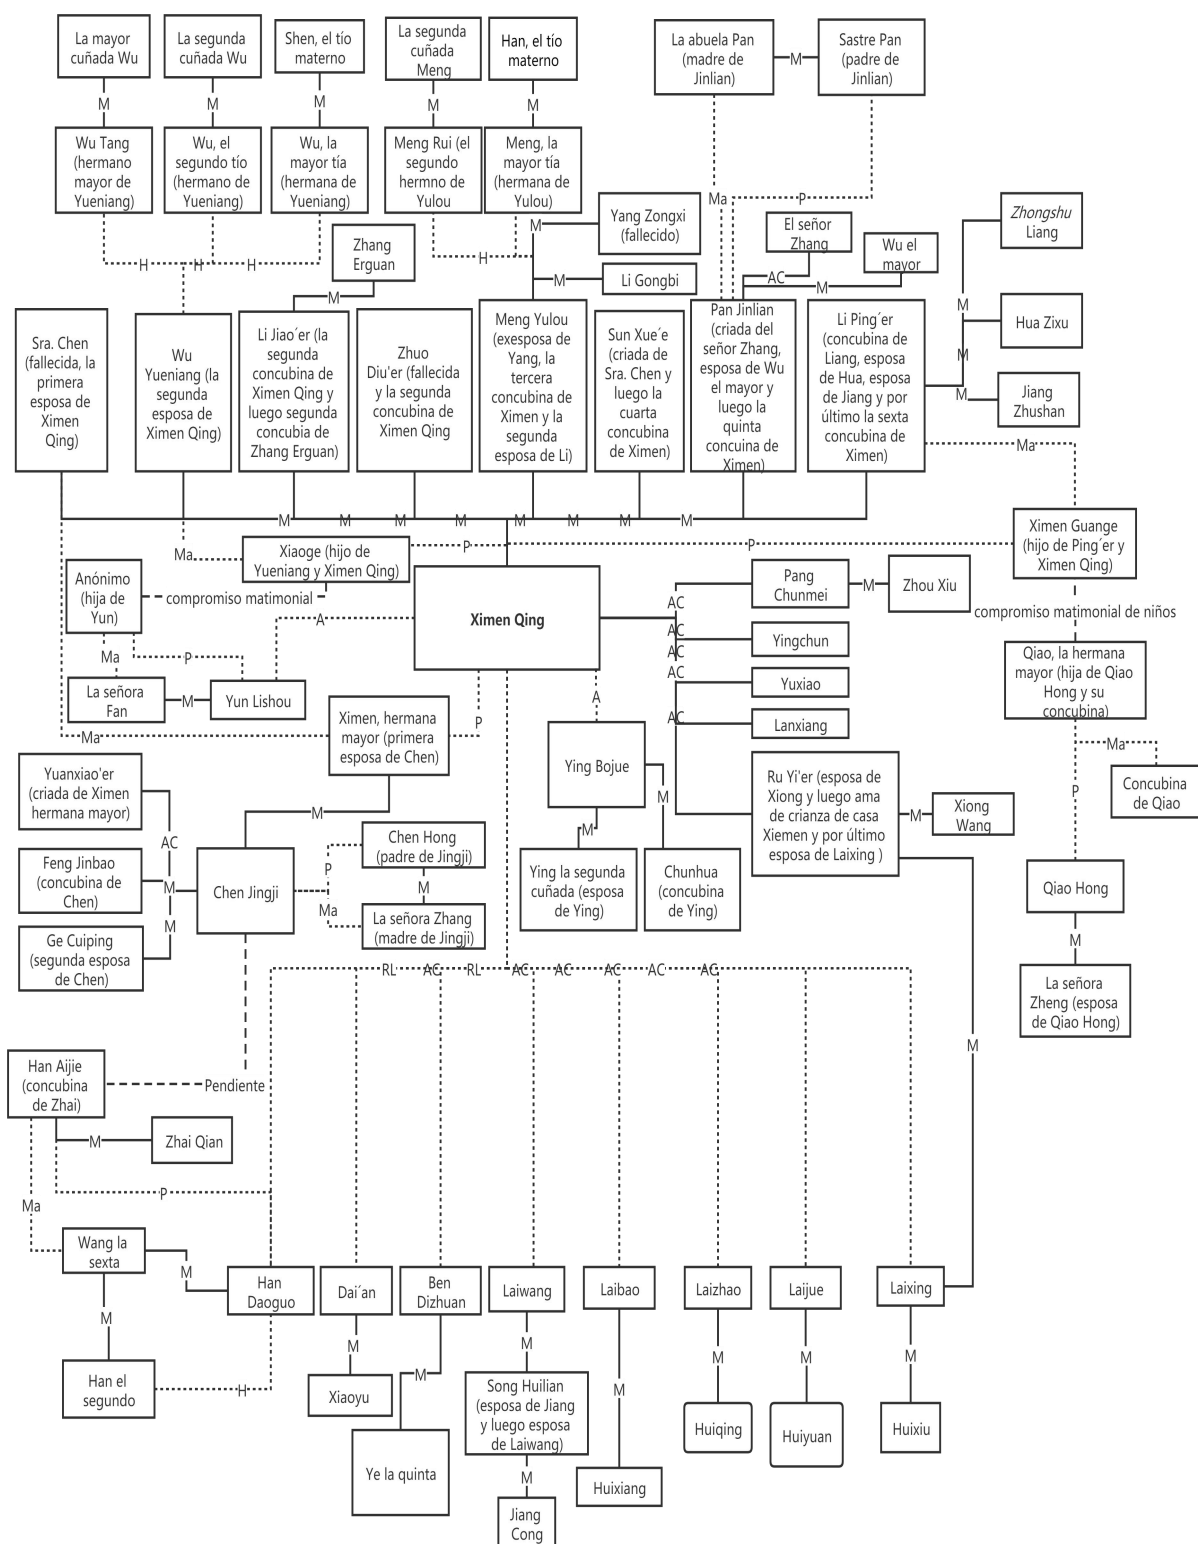 La mayor
cuñada Wu
La segunda
cuñada Wu
Shen, el tío
materno
La segunda
cuñada
Meng
Han, el tío
materno
La abuela Pan
(madre de
Jinlian)
M
Sastre Pan
(padre de
Jinlian)
M
M
M
M
M
Wu Tang
(hermano
mayor de
Yueniang)
Wu, el
segundo tío
(hermano de
Yueniang)
Wu, la
mayor tía
(hermana de
Yueniang)
Meng Rui (el
segundo
hermno de
Yulou
Meng, la
mayor tía
(hermana de
Yulou)
Ma
P
M
Yang Zongxi
(fallecido)
El señor
Zhang
Wu el
mayor
Zhongshu
Liang
Zhang
Erguan
H
H
H
H
M
Li Gongbi
AC
M
M
M
Hua Zixu
M
M
Jiang
Zhushan
Sra. Chen
(fallecida, la
primera
esposa de
Ximen
Qing)
Wu
Yueniang (la
segunda
esposa de
Ximen Qing)
Li Jiao´er (la
segunda
concubina de
Ximen Qing y
luego segunda
concubia de
Zhang Erguan
Zhuo
Diu'er (fallecida
y la segunda
concubina de
Ximen Qing
Meng Yulou
(exesposa de
Yang, la
tercera
concubina de
Ximen y la
segunda
esposa de Li)
Sun Xue´e
(criada de
Sra. Chen y
luego la
cuarta
concubina
de Ximen)
Pan Jinlian
(criada del
señor Zhang,
esposa de Wu
el mayor y
luego la
quinta
concuina de
Ximen)
Li Ping´er
(concubina de
Liang, esposa
de Hua, esposa
de Jiang y por
último la sexta
concubina de
Ximen)
Ma
M
M
M
M
M
M
M
M
Ma
Xiaoge (hijo de
Yueniang y Ximen Qing)
P
P
Ximen Guange
(hijo de Ping´er y
Ximen Qing)
Anónimo
(hija de
Yun)
compromiso matimonial
A
Ximen Qing
AC
AC
AC
AC
AC
Pang
Chunmei
M
Zhou Xiu
Yingchun
Yuxiao
Lanxiang
compromiso matimonial de niños
Qiao, la hermana
mayor (hija de Qiao
Hong y su
concubina)
Ma
P
La señora
Fan
M
Yun Lishou
Ma
Ximen, hermana
mayor (primera
esposa de Chen)
P
A
Ying Bojue
M
M
Ying la segunda
cuñada (esposa
de Ying)
Chunhua
(concubina
de Ying)
Ru Yi'er (esposa de
Xiong y luego ama
de crianza de casa
Xiemen y por último
esposa de Laixing )
M
Xiong
Wang
Ma
P
Concubina
de Qiao
Qiao Hong
M
La señora
Zheng (esposa
de Qiao Hong)
Yuanxiao'er
(criada de Ximen
hermana mayor)
AC
M
Feng Jinbao
(concubina de
Chen)
M
Chen Jingji
P
Ma
Chen Hong
(padre de Jingji)
M
La señora Zhang
(madre de Jingji)
M
Ge Cuiping
(segunda esposa
de Chen)
RL
AC
RL
AC
AC
AC
AC
AC
M
Han Aijie
(concubina
de Zhai)
Pendiente
M
Zhai Qian
P
Ma
Wang la
sexta
M
Han
Daoguo
Dai´an
Ben
Dizhuan
Laiwang
Laibao
Laizhao
Laijue
Laixing
M
M
M
M
M
M
M
M
Han el
segundo
H
Xiaoyu
Ye la quinta
Song Huilian
(esposa de Jiang
y luego esposa
de Laiwang)
Huiqing
Huiyuan
Huixiu
M
Huixiang
Jiang
Cong